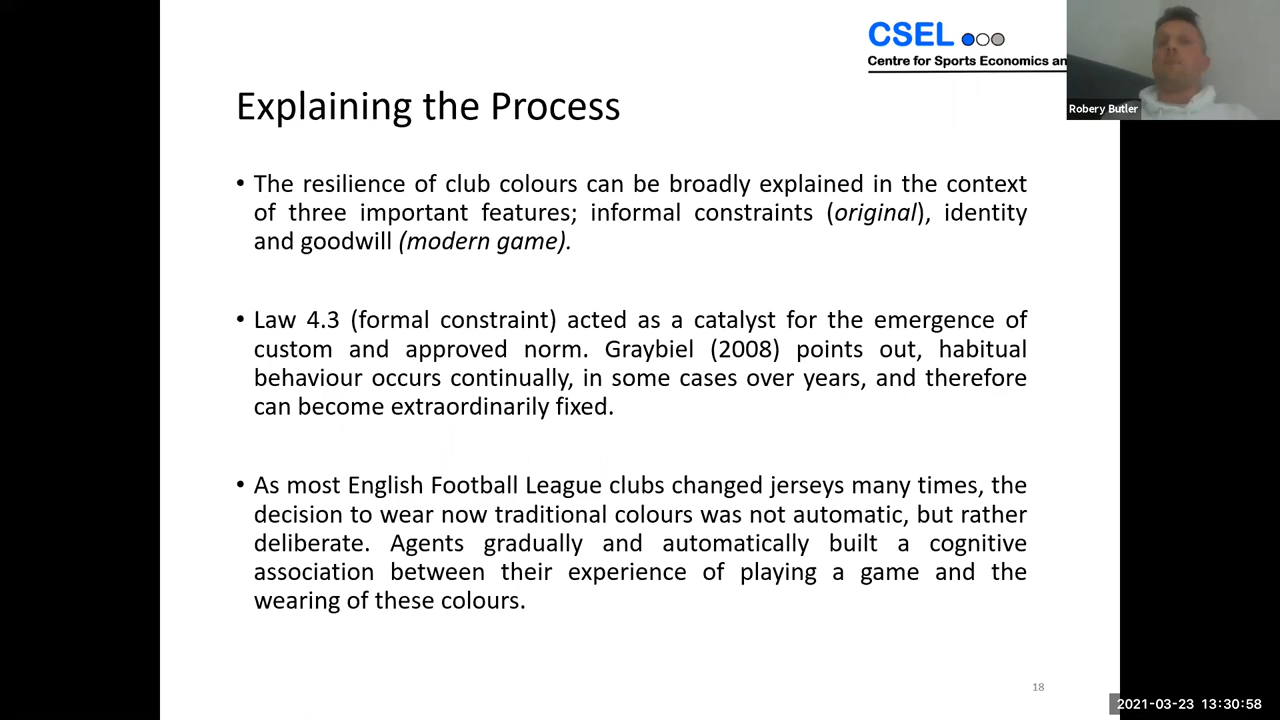 CSEL
Centre for Sports Economics an
Robery Butler
Explaining the Process
• The resilience of club colours can be broadly explained in the context
of three important features; informal constraints (original), identity
and goodwill (modern game).
• Law 4.3 (formal constraint) acted as a catalyst for the emergence of
custom and approved norm. Graybiel (2008) points out, habitual
behaviour occurs continually, in some cases over years, and therefore
can become extraordinarily fixed.
• As most English Football League clubs changed jerseys many times, the
decision to wear now traditional colours was not automatic, but rather
deliberate. Agents gradually and automatically built a cognitive
association between their experience of playing a game and the
wearing of these colours.
18
2021-03-23 13:30:58